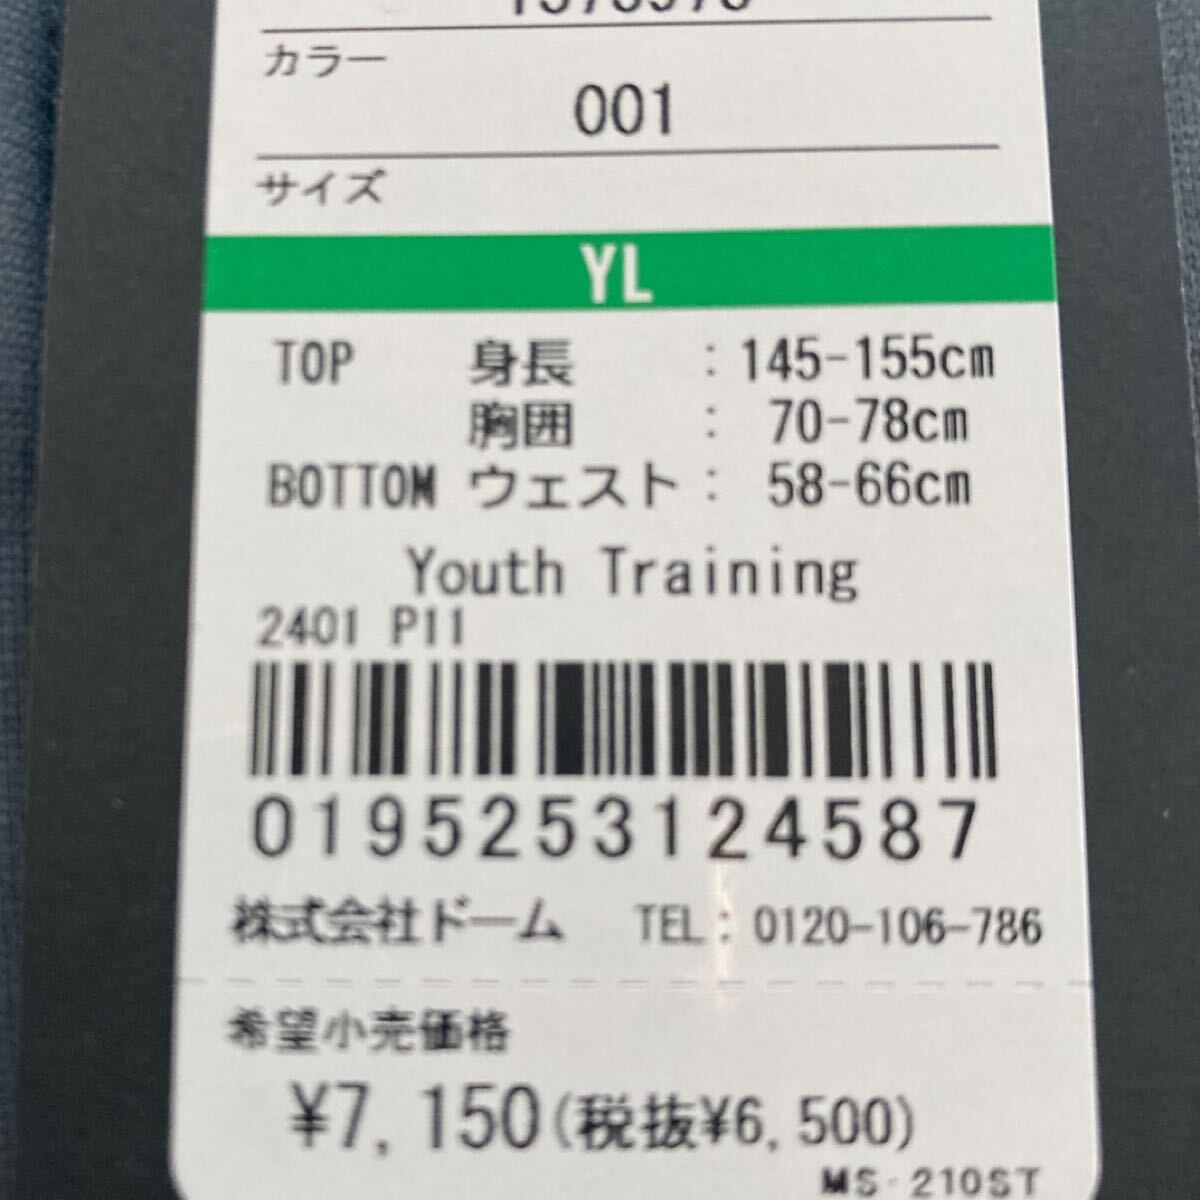 カラー
001
サイズ
YL
TOP 身長 : 145-155cm
胸囲 : 70-78cm
BOTTOM ウェスト : 58-66cm
Youth Training
2401 P11
0195253124587
株式会社ドーム TEL: 0120-106-786
希望小売価格
¥7,150(税抜¥6,500)
MS-210ST